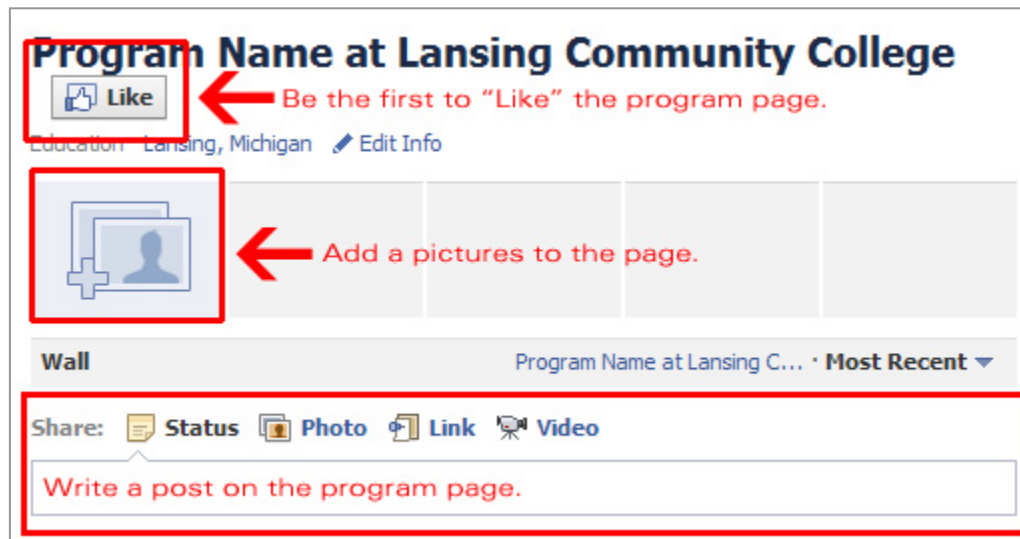 Program Name at Lansing Community College
Like Be the first to “Like” the program page.
Education Lansing, Michigan Edit Info
Add a pictures to the page.
Wall Program Name at Lansing C... · Most Recent
Share: Status Photo Link Video
Write a post on the program page.